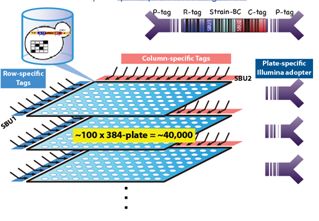 P-tag R-tag Strain-BC C-tag P-tag
Column-specific Tags
Row-specific
Tags
SBU2
Plate-specific
Illumina adopter
SBU1
~100 x 384-plate = ~40,000